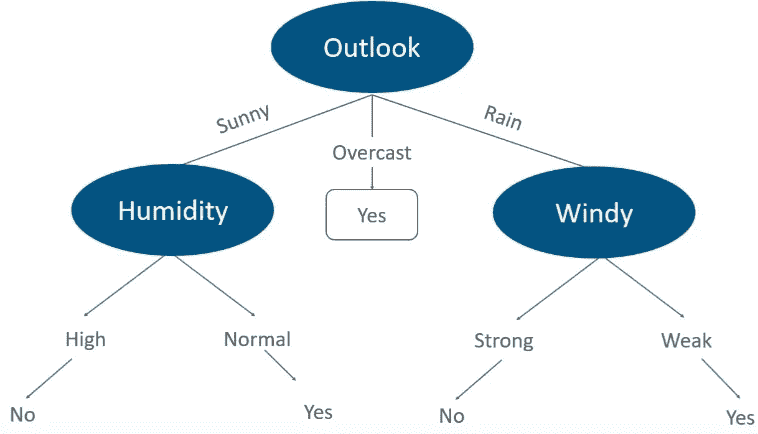 Outlook
Sunny
Rain
Overcast
Humidity
Yes
Windy
High
Normal
Strong
Weak
No
Yes
No
Yes